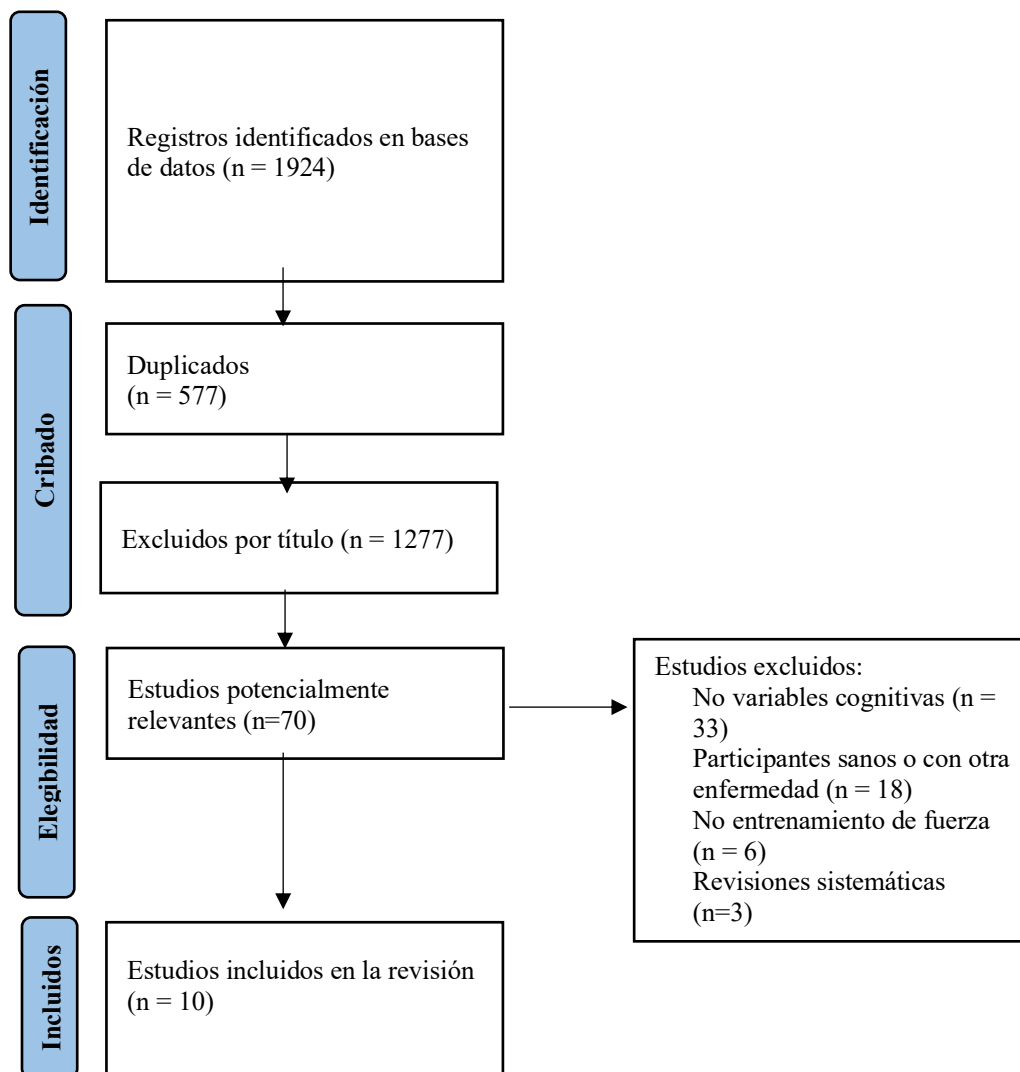 Identificación
Registros identificados en bases
de datos (n = 1924)
Cribado
Duplicados
(n = 577)
Excluidos por título (n = 1277)
Elegibilidad
Estudios potencialmente
relevantes (n=70)
Estudios excluidos:
No variables cognitivas (n =
33)
Participantes sanos o con otra
enfermedad (n = 18)
No entrenamiento de fuerza
(n = 6)
Revisiones sistemáticas
(n=3)
Incluidos
Estudios incluidos en la revisión
(n = 10)